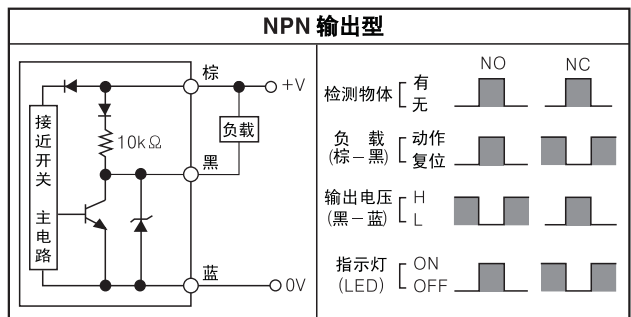 NPN 输出型
棕
+V
接近开关 主电路
10kΩ
负载
黑
蓝
0V
NO
NC
检测物体 有
无
负 载 动作
(棕－黑) 复位
输出电压 H
(黑－蓝) L
指示灯 ON
(LED) OFF